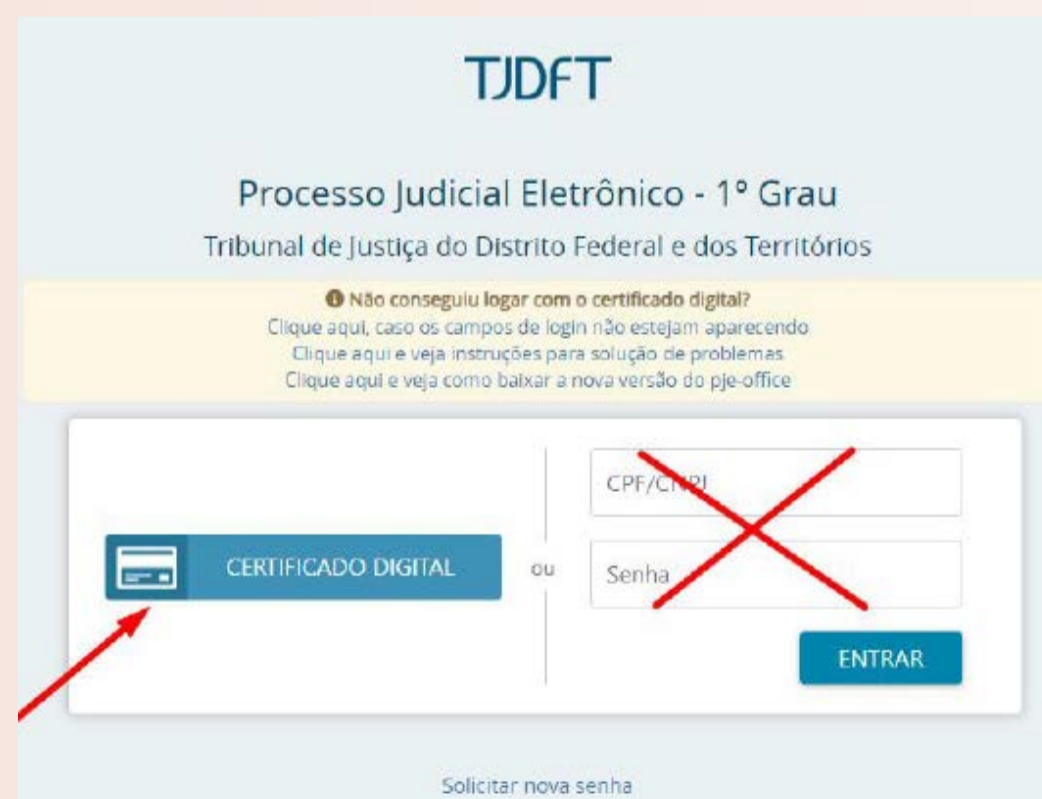 TJDFT
Processo Judicial Eletrônico - 1º Grau
Tribunal de Justiça do Distrito Federal e dos Territórios
Não conseguiu logar com o certificado digital?
Clique aqui, caso os campos de login não estejam aparecendo
Clique aqui e veja instruções para solução de problemas
Clique aqui e veja como baixar a nova versão do pje-office
CERTIFICADO DIGITAL
ou
CPF/CNPJ
Senha
ENTRAR
Solicitar nova senha